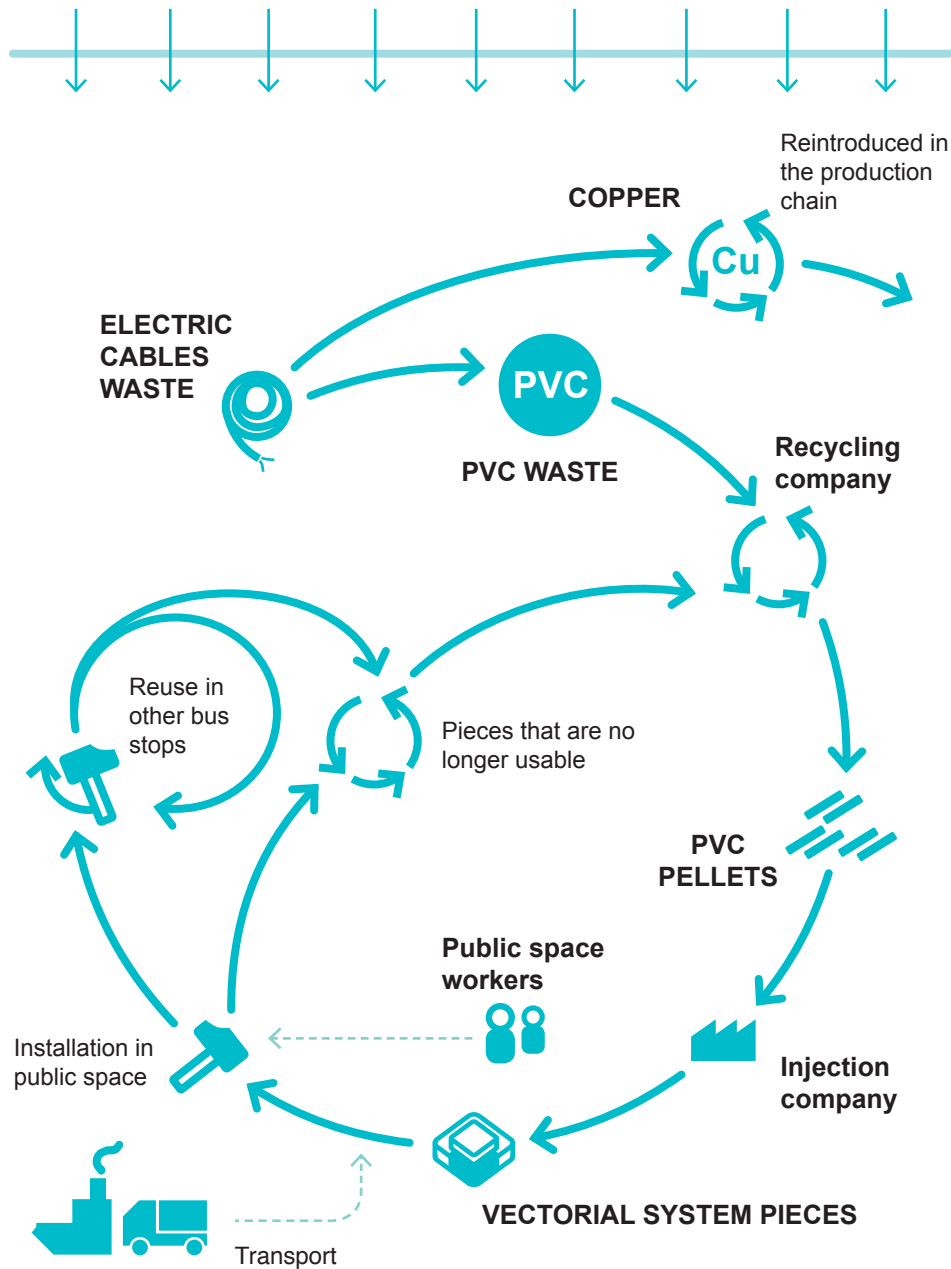 Reintroduced in
the production
chain
COPPER
Cu
ELECTRIC
CABLES
WASTE
PVC
PVC WASTE
Recycling
company
Reuse in
other bus
stops
Pieces that are no
longer usable
PVC
PELLETS
Public space
workers
Installation in
public space
Injection
company
VECTORIAL SYSTEM PIECES
Transport